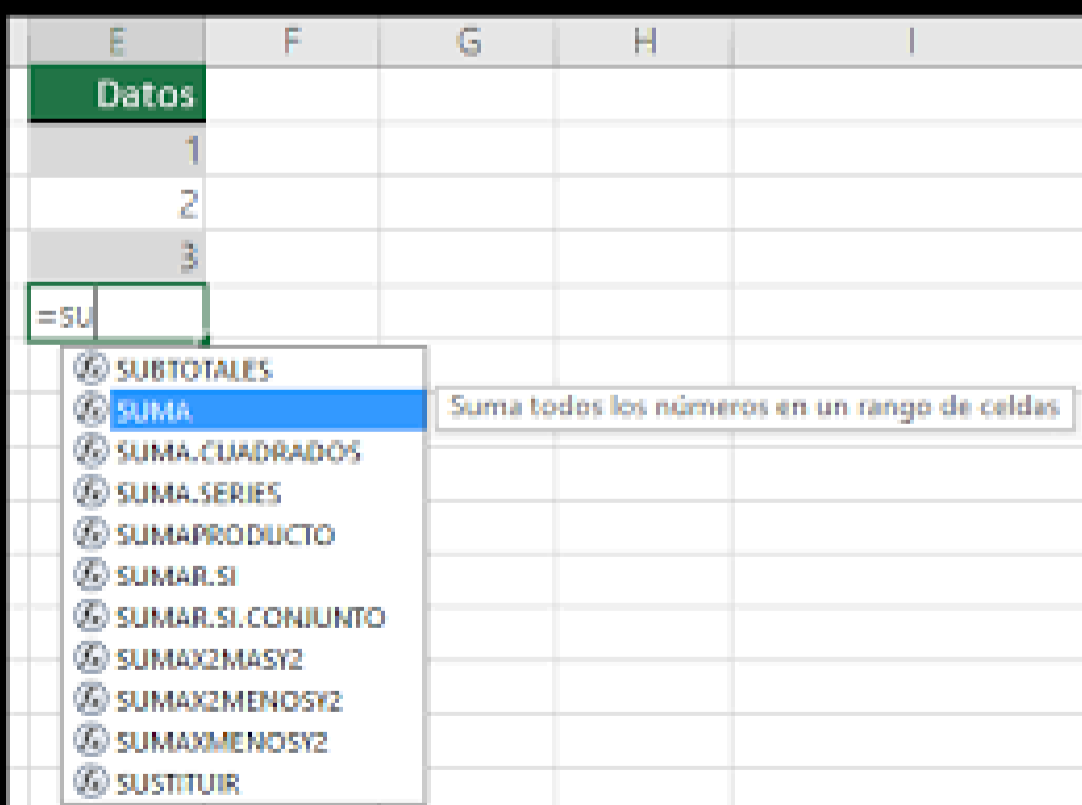 E F G H I
Datos
1
2
3
=su
SUBTOTALES
SUMA Suma todos los números en un rango de celdas
SUMA.CUADRADOS
SUMA.SERIES
SUMAPRODUCTO
SUMAR.SI
SUMAR.SI.CONJUNTO
SUMAX2MASY2
SUMAX2MENOSY2
SUMAXMENOSY2
SUSTITUIR